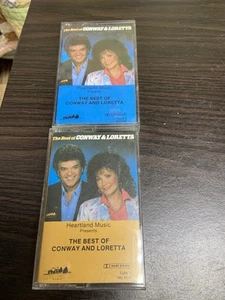 The Best of CONWAY & LORETTA
THE BEST OF
CONWAY AND LORETTA
The Best of CONWAY & LORETTA
Heartland Music
Presents
THE BEST OF
CONWAY AND LORETTA